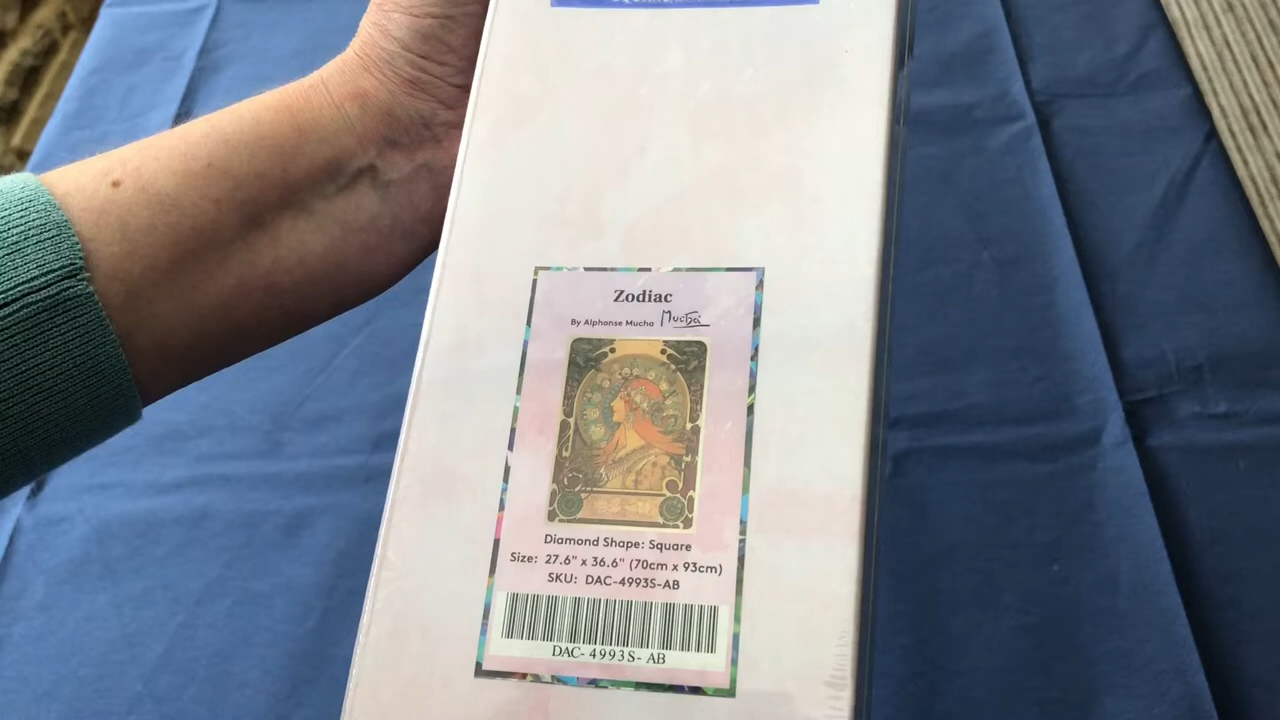 Zodiac
By Alphonse Mucha Mucha
Diamond Shape: Square
Size: 27.6" x 36.6" (70cm x 93cm)
SKU: DAC-4993S-AB
DAC- 4993S- AB